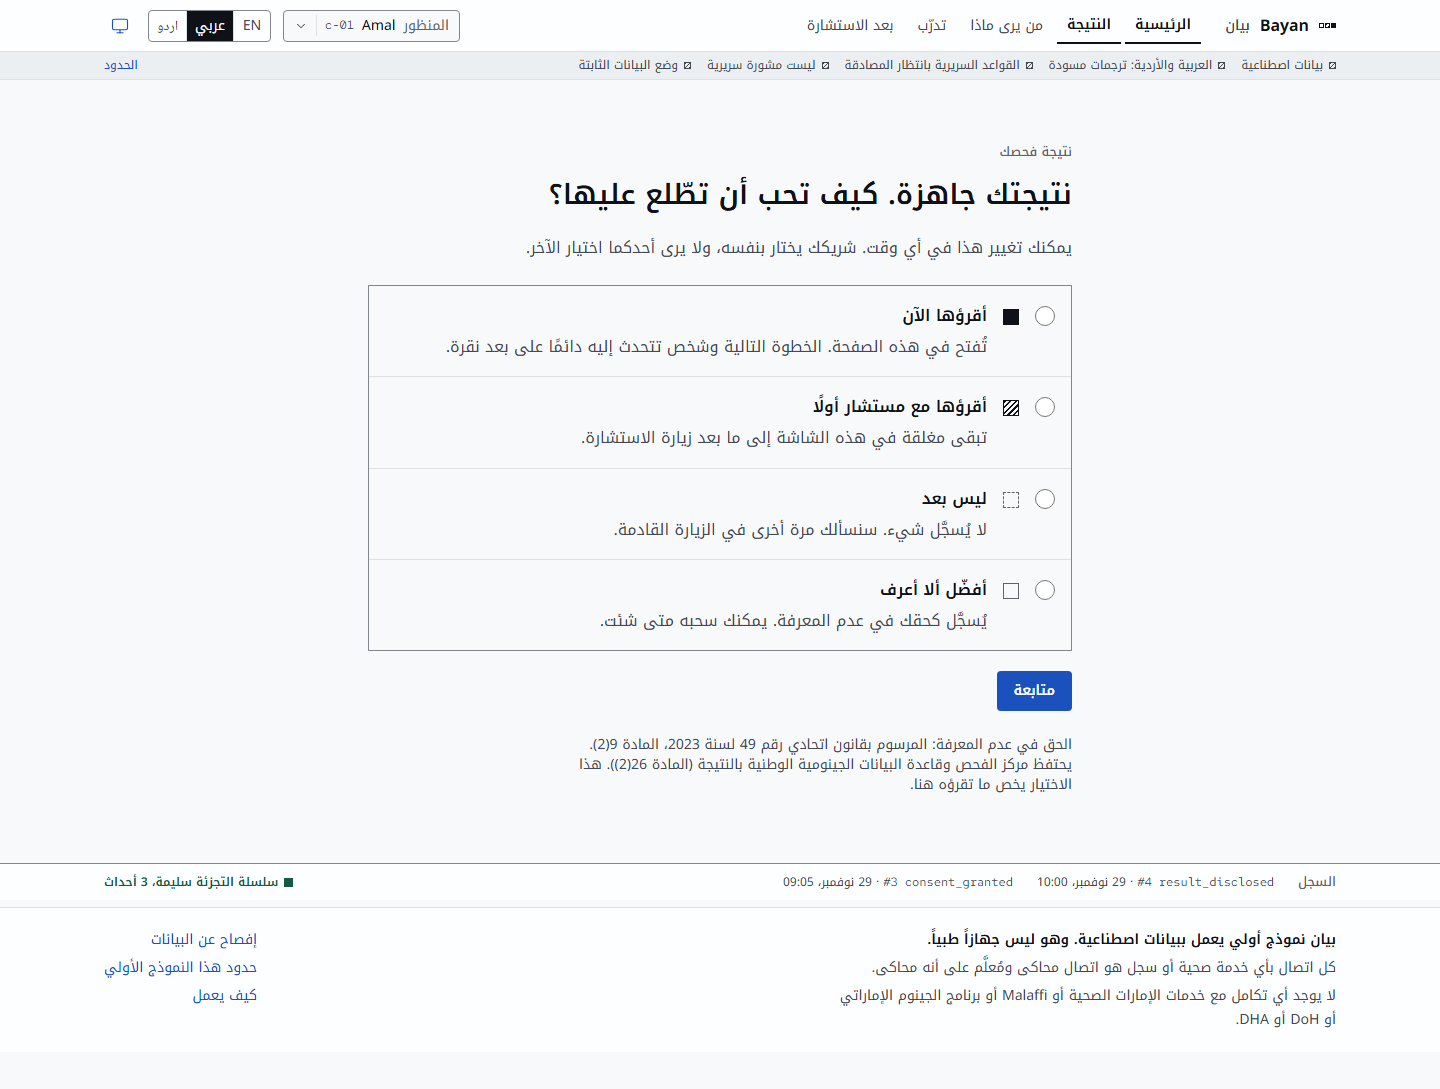 Bayan بيان
الرئيسية
النتيجة
من يرى ماذا
تدرّب
بعد الاستشارة
المنظور Amal c-01
EN
عربي
اردو
بيانات اصطناعية
العربية والأردية: ترجمات مسودة
القواعد السريرية بانتظار المصادقة
ليست مشورة سريرية
وضع البيانات الثابتة
الحدود
نتيجة فحصك
نتيجتك جاهزة. كيف تحب أن تطّلع عليها؟
يمكنك تغيير هذا في أي وقت. شريكك يختار بنفسه، ولا يرى أحدكما اختيار الآخر.
أقرؤها الآن
تُفتح في هذه الصفحة. الخطوة التالية وشخص تتحدث إليه دائمًا على بعد نقرة.
أقرؤها مع مستشار أولًا
تبقى مغلقة في هذه الشاشة إلى ما بعد زيارة الاستشارة.
ليس بعد
لا يُسجَّل شيء. سنسألك مرة أخرى في الزيارة القادمة.
أفضّل ألا أعرف
يُسجَّل كحقك في عدم المعرفة. يمكنك سحبه متى شئت.
متابعة
الحق في عدم المعرفة: المرسوم بقانون اتحادي رقم 49 لسنة 2023، المادة 9(2).
يحتفظ مركز الفحص وقاعدة البيانات الجينومية الوطنية بالنتيجة (المادة 26(2)). هذا
الاختيار يخص ما تقرؤه هنا.
السجل
result_disclosed #4 · 29 نوفمبر، 10:00
consent_granted #3 · 29 نوفمبر، 09:05
سلسلة التجزئة سليمة، 3 أحداث
بيان نموذج أولي يعمل ببيانات اصطناعية. وهو ليس جهازاً طبياً.
كل اتصال بأي خدمة صحية أو سجل هو اتصال محاكى ومُعلَّم على أنه محاكى.
لا يوجد أي تكامل مع خدمات الإمارات الصحية أو Malaffi أو برنامج الجينوم الإماراتي
أو DoH أو DHA.
إفصاح عن البيانات
حدود هذا النموذج الأولي
كيف يعمل